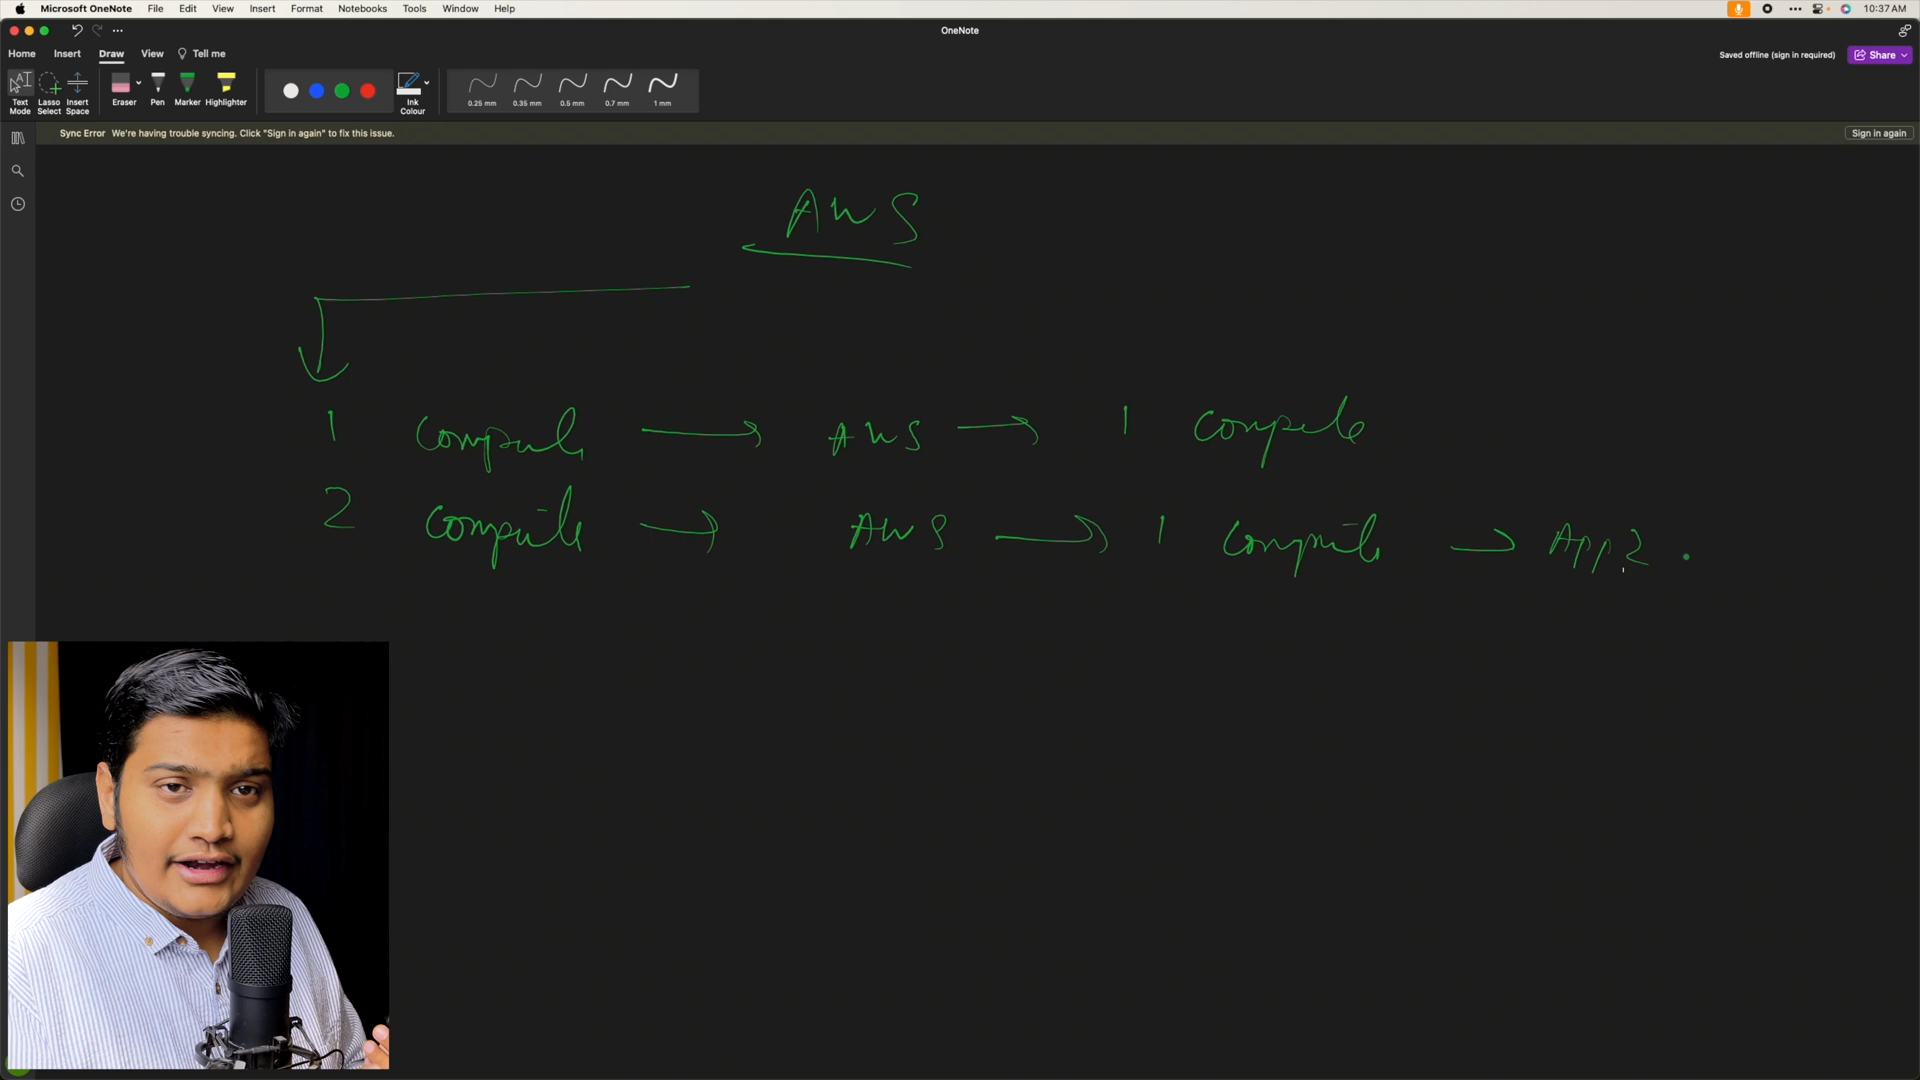 Microsoft OneNote File Edit View Insert Format Notebooks Tools Window Help 10:37 AM
OneNote
Home Insert Draw View Tell me Saved offline (sign in required) Share
Text Mode Lasso Select Insert Space Eraser Pen Marker Highlighter Ink Colour 0.25 mm 0.35 mm 0.5 mm 0.7 mm 1 mm
Sync Error We're having trouble syncing. Click "Sign in again" to fix this issue. Sign in again
AWS
1 Compute → AWS → 1 Compute
2 Compute → AWS → 1 Compute → App2 .